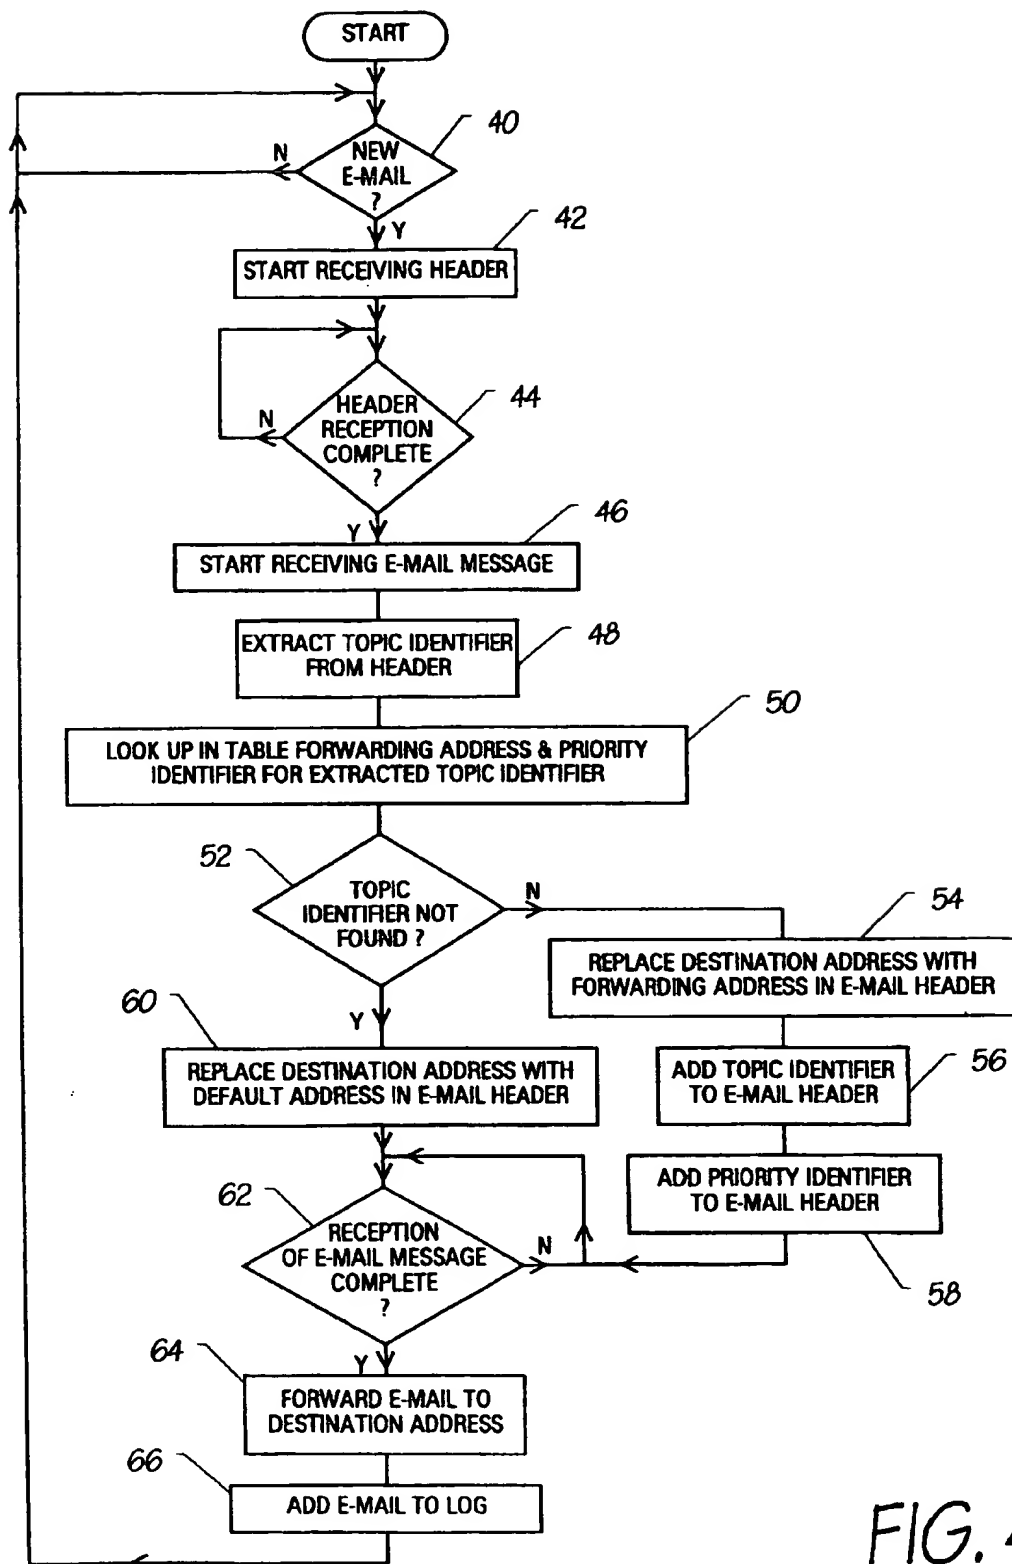 START
NEW
E-MAIL
?
40
N
Y
42
START RECEIVING HEADER
HEADER
RECEPTION
COMPLETE
?
44
N
Y
46
START RECEIVING E-MAIL MESSAGE
EXTRACT TOPIC IDENTIFIER
FROM HEADER
48
50
LOOK UP IN TABLE FORWARDING ADDRESS & PRIORITY
IDENTIFIER FOR EXTRACTED TOPIC IDENTIFIER
52
TOPIC
IDENTIFIER NOT
FOUND ?
N
54
REPLACE DESTINATION ADDRESS WITH
FORWARDING ADDRESS IN E-MAIL HEADER
Y
60
REPLACE DESTINATION ADDRESS WITH
DEFAULT ADDRESS IN E-MAIL HEADER
ADD TOPIC IDENTIFIER
TO E-MAIL HEADER
56
ADD PRIORITY IDENTIFIER
TO E-MAIL HEADER
58
62
RECEPTION
OF E-MAIL MESSAGE
COMPLETE
?
N
Y
64
FORWARD E-MAIL TO
DESTINATION ADDRESS
66
ADD E-MAIL TO LOG
FIG. 4